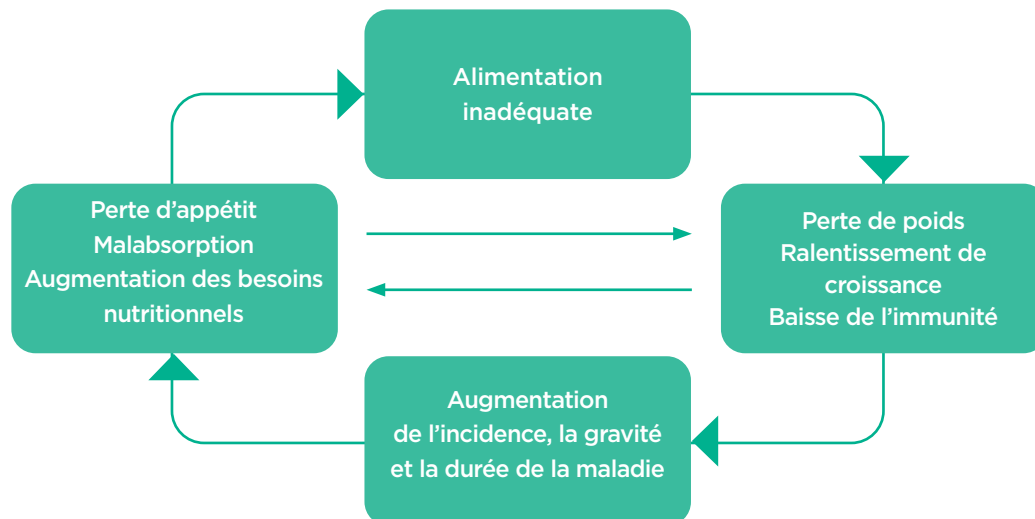 Alimentation
inadéquate
Perte d’appétit
Malabsorption
Augmentation des besoins
nutritionnels
Perte de poids
Ralentissement de
croissance
Baisse de l’immunité
Augmentation
de l’incidence, la gravité
et la durée de la maladie